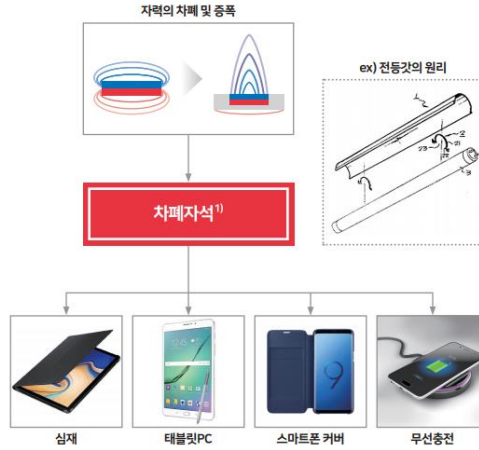 자력의 차폐 및 증폭
ex) 전등갓의 원리
차폐자석1)
심재
태블릿PC
스마트폰 커버
무선충전